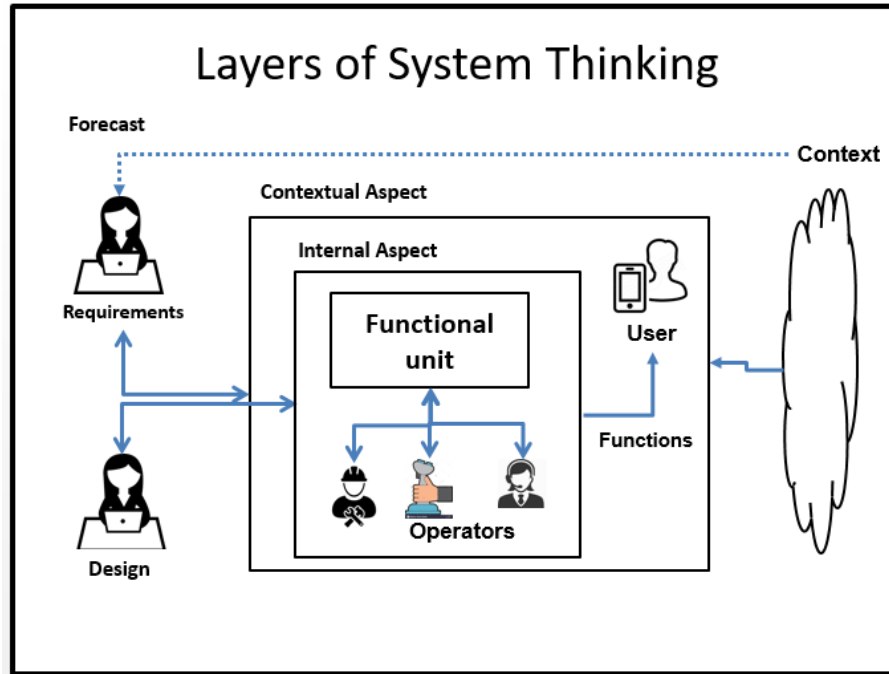 Layers of System Thinking
Forecast
Context
Contextual Aspect
Internal Aspect
Requirements
Functional
unit
User
Functions
Operators
Design